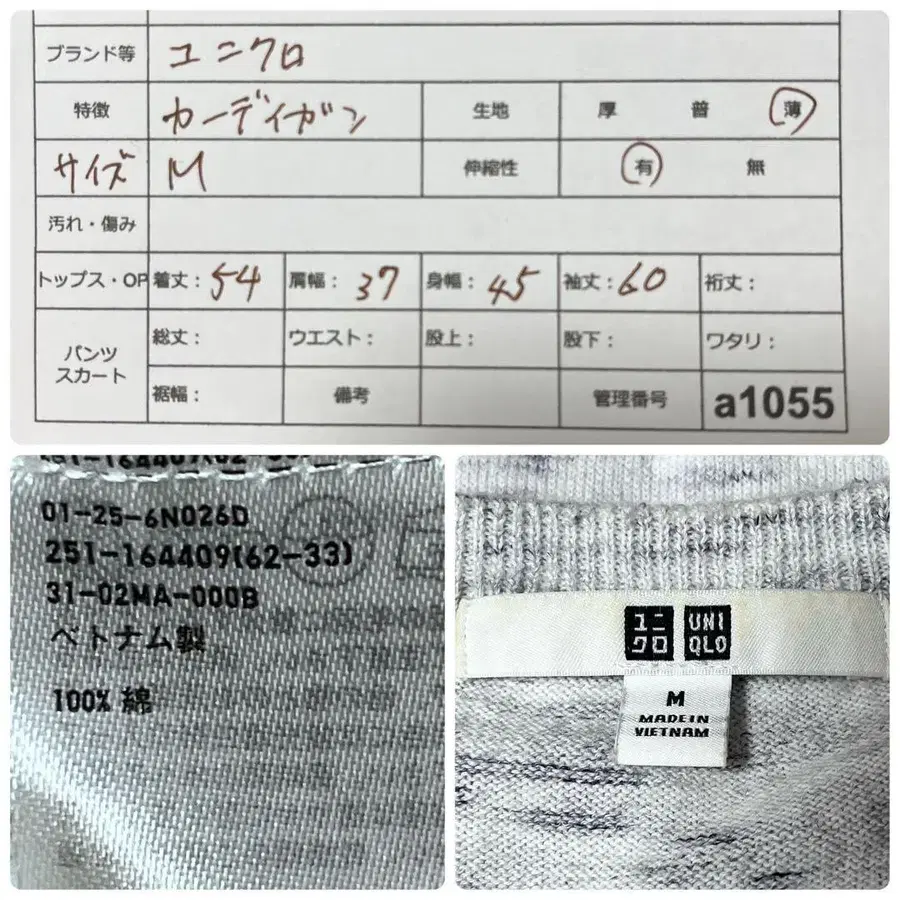 ブランド等 ユニクロ
特徴 カーディガン 生地 厚 普 薄
サイズ M 伸縮性 有 無
汚れ・傷み
トップス・OP 着丈：54 肩幅：37 身幅：45 袖丈：60 裄丈：
パンツ スカート 総丈： ウエスト： 股上： 股下： ワタリ：
裾幅： 備考 管理番号 a1055
01-25-6N026D
251-164409(62-33)
31-02MA-000B
ベトナム製
100% 綿
ユニ UNI
クロ QLO
M
MADE IN
VIETNAM